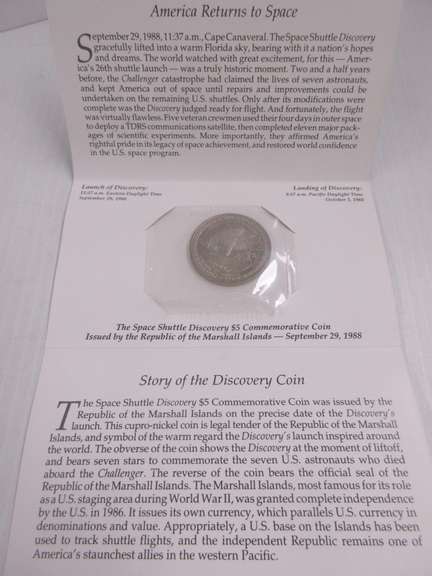 America Returns to Space
September 29, 1988, 11:37 a.m., Cape Canaveral. The Space Shuttle Discovery
gracefully lifted into a warm Florida sky, bearing with it a nation's hopes
and dreams. The world watched with great excitement, for this — Amer-
ica's 26th shuttle launch — was a truly historic moment. Two and a half years
before, the Challenger catastrophe had claimed the lives of seven astronauts,
and kept America out of space until repairs and improvements could be
undertaken on the remaining U.S. shuttles. Only after its modifications were
complete was the Discovery judged ready for flight. And fortunately, the flight
was virtually flawless. Five veteran crewmen used their four days in outer space
to deploy a TDRS communications satellite, then completed eleven major pack-
ages of scientific experiments. More importantly, they affirmed America's
rightful pride in its legacy of space achievement, and restored world confidence
in the U.S. space program.
Launch of Discovery:
11:37 a.m. Eastern Daylight Time
September 29, 1988
Landing of Discovery:
9:37 a.m. Pacific Daylight Time
October 3, 1988
The Space Shuttle Discovery $5 Commemorative Coin
Issued by the Republic of the Marshall Islands — September 29, 1988
Story of the Discovery Coin
The Space Shuttle Discovery $5 Commemorative Coin was issued by the
Republic of the Marshall Islands on the precise date of the Discovery's
launch. This cupro-nickel coin is legal tender of the Republic of the Marshall
Islands, and symbol of the warm regard the Discovery's launch inspired around
the world. The obverse of the coin shows the Discovery at the moment of liftoff,
and bears seven stars to commemorate the seven U.S. astronauts who died
aboard the Challenger. The reverse of the coin bears the official seal of the
Republic of the Marshall Islands. The Marshall Islands, most famous for its role
as a U.S. staging area during World War II, was granted complete independence
by the U.S. in 1986. It issues its own currency, which parallels U.S. currency in
denominations and value. Appropriately, a U.S. base on the Islands has been
used to track shuttle flights, and the independent Republic remains one of
America's staunchest allies in the western Pacific.